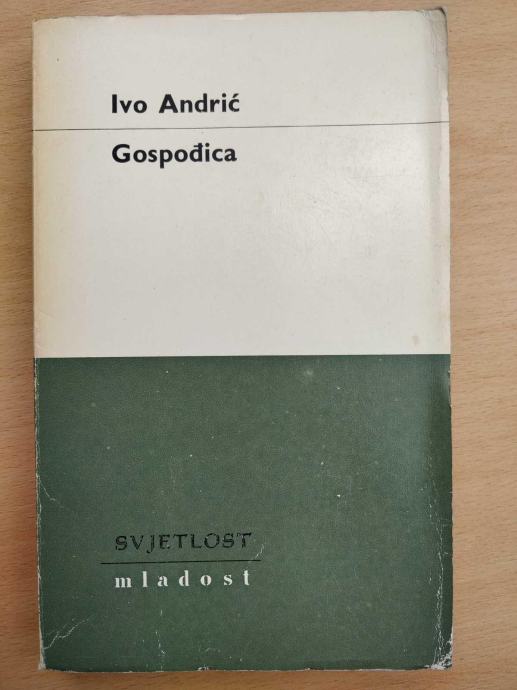 Ivo Andrić
Gospođica
SVJETLOST
mladost